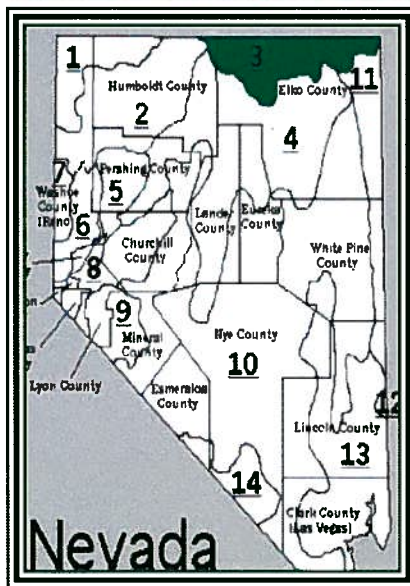 1
3
11
Humboldt County
2
Elko County
4
7
Pershing County
5
Washoe
County
(Reno)
6
Lander
County
Eureka
County
Churchill
County
White Pine
County
8
9
Mineral
County
Nye County
10
Lyon County
Esmeralda
County
12
Lincoln County
13
14
Clark County
(Las Vegas)
Nevada